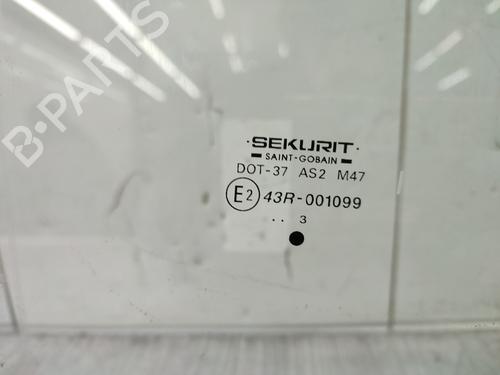 B-PARTS
SEKURIT
SAINT-GOBAIN
DOT-37 AS2 M47
E2 43R-001099
.. 3